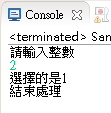 Console
<terminated> San
請輸入整數
2
選擇的是1
結束處理